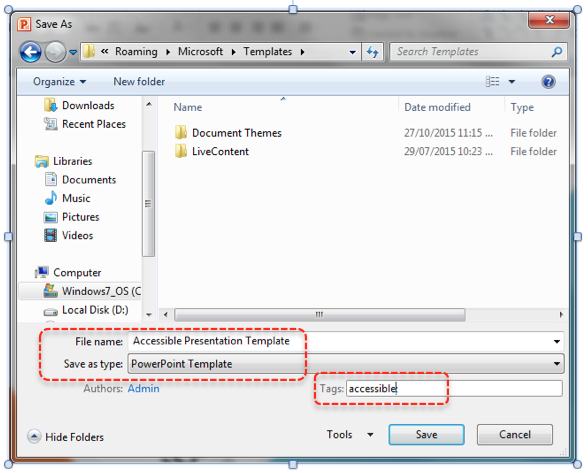 Save As
« Roaming Microsoft Templates Search Templates
Organize New folder
Downloads
Recent Places
Libraries
Documents
Music
Pictures
Videos
Computer
Windows7_OS (C
Local Disk (D:)
Name Date modified Type
Document Themes 27/10/2015 11:15 ... File folder
LiveContent 29/07/2015 10:23 ... File folder
File name: Accessible Presentation Template
Save as type: PowerPoint Template
Authors: Admin Tags: accessible
Hide Folders Tools Save Cancel